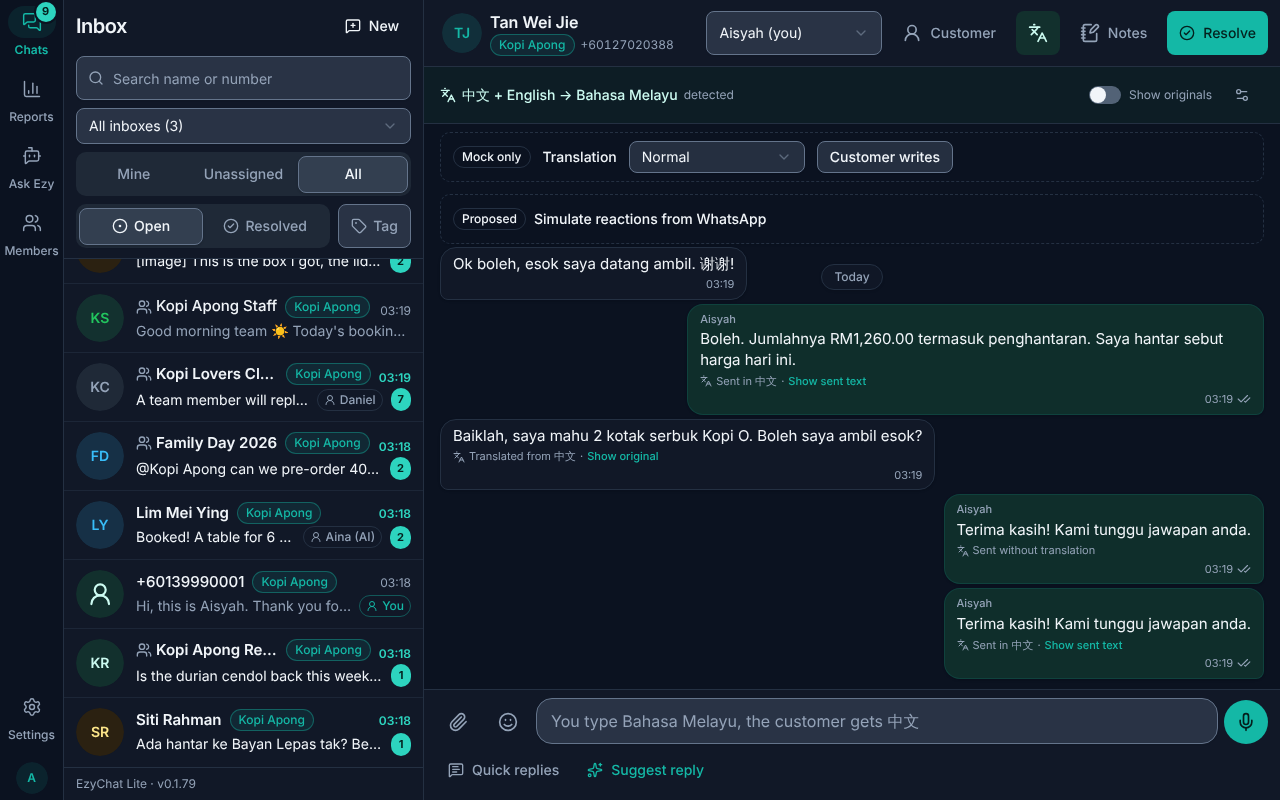 9
Chats
Reports
Ask Ezy
Members
Settings
A
Inbox
New
Search name or number
All inboxes (3)
Mine
Unassigned
All
Open
Resolved
Tag
[Image] This is the box I got, the lid...
2
KS
Kopi Apong Staff
Kopi Apong
03:19
Good morning team ☀️ Today's bookin...
KC
Kopi Lovers Cl...
Kopi Apong
03:19
A team member will repl...
Daniel
7
FD
Family Day 2026
Kopi Apong
03:18
@Kopi Apong can we pre-order 40...
2
LY
Lim Mei Ying
Kopi Apong
03:18
Booked! A table for 6 ...
Aina (AI)
2
+60139990001
Kopi Apong
03:18
Hi, this is Aisyah. Thank you fo...
You
KR
Kopi Apong Re...
Kopi Apong
03:18
Is the durian cendol back this week...
1
SR
Siti Rahman
Kopi Apong
03:18
Ada hantar ke Bayan Lepas tak? Be...
1
EzyChat Lite · v0.1.79
TJ
Tan Wei Jie
Kopi Apong
+60127020388
Aisyah (you)
Customer
Notes
Resolve
中文 + English → Bahasa Melayu detected
Show originals
Mock only
Translation
Normal
Customer writes
Proposed
Simulate reactions from WhatsApp
Today
Ok boleh, esok saya datang ambil. 谢谢!
03:19
Aisyah
Boleh. Jumlahnya RM1,260.00 termasuk penghantaran. Saya hantar sebut
harga hari ini.
Sent in 中文 · Show sent text
03:19
Baiklah, saya mahu 2 kotak serbuk Kopi O. Boleh saya ambil esok?
Translated from 中文 · Show original
03:19
Aisyah
Terima kasih! Kami tunggu jawapan anda.
Sent without translation
03:19
Aisyah
Terima kasih! Kami tunggu jawapan anda.
Sent in 中文 · Show sent text
03:19
You type Bahasa Melayu, the customer gets 中文
Quick replies
Suggest reply